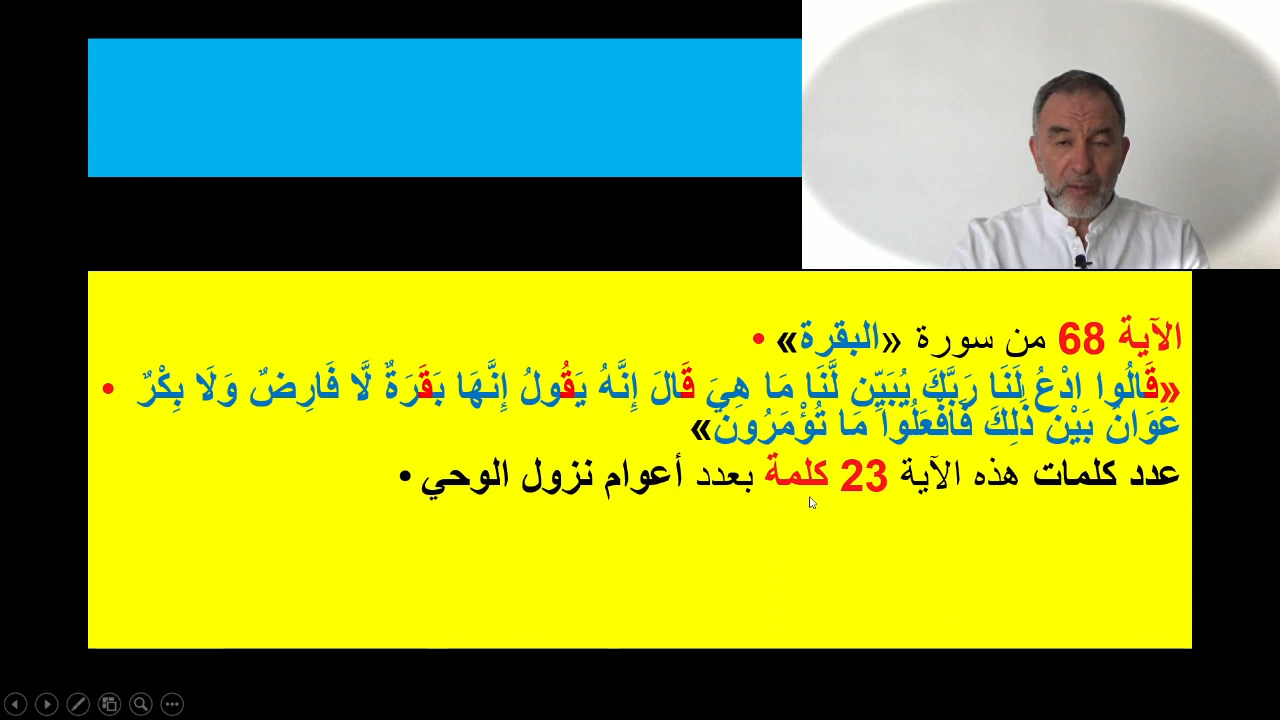 الآية 68 من سورة «البقرة» •
«قَالُوا ادْعُ لَنَا رَبَّكَ يُبَيِّن لَّنَا مَا هِيَ قَالَ إِنَّهُ يَقُولُ إِنَّهَا بَقَرَةٌ لَّا فَارِضٌ وَلَا بِكْرٌ •
عَوَانٌ بَيْنَ ذَلِكَ فَافْعَلُوا مَا تُؤْمَرُونَ»
عدد كلمات هذه الآية 23 كلمة بعدد أعوام نزول الوحي •